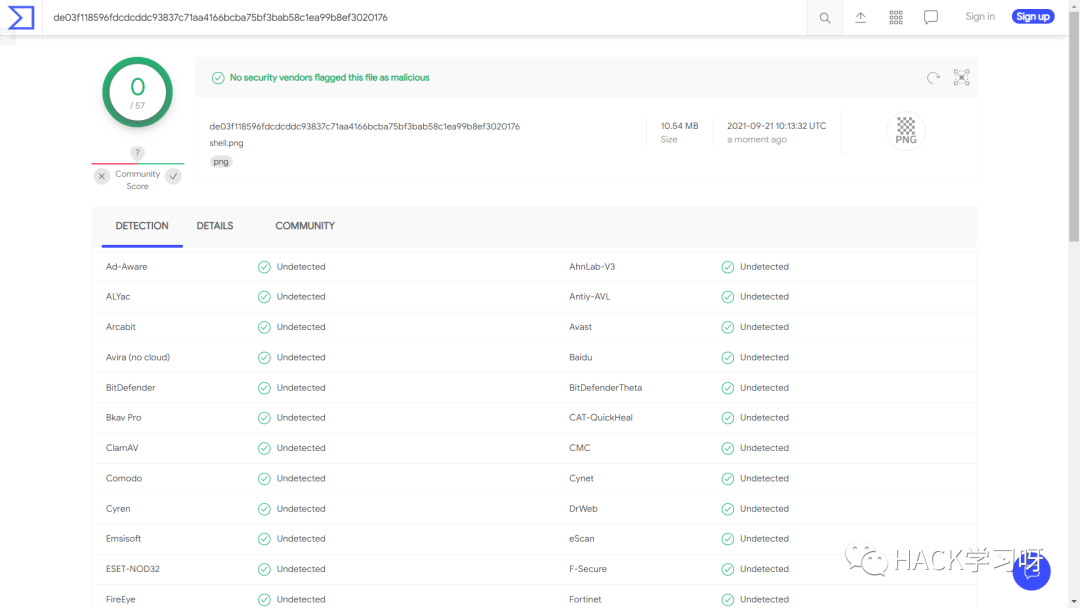 de03f118596fdcdcddc93837c71aa4166bcba75bf3bab58c1ea99b8ef3020176
Sign in
Sign up
0
/ 57
?
Community
Score
No security vendors flagged this file as malicious
de03f118596fdcdcddc93837c71aa4166bcba75bf3bab58c1ea99b8ef3020176
shell.png
png
10.54 MB
Size
2021-09-21 10:13:32 UTC
a moment ago
PNG
DETECTION DETAILS COMMUNITY
Ad-Aware Undetected AhnLab-V3 Undetected
ALYac Undetected Antiy-AVL Undetected
Arcabit Undetected Avast Undetected
Avira (no cloud) Undetected Baidu Undetected
BitDefender Undetected BitDefenderTheta Undetected
Bkav Pro Undetected CAT-QuickHeal Undetected
ClamAV Undetected CMC Undetected
Comodo Undetected Cynet Undetected
Cyren Undetected DrWeb Undetected
Emsisoft Undetected eScan Undetected
ESET-NOD32 Undetected F-Secure Undetected
FireEye Undetected Fortinet Undetected
HACK学习呀